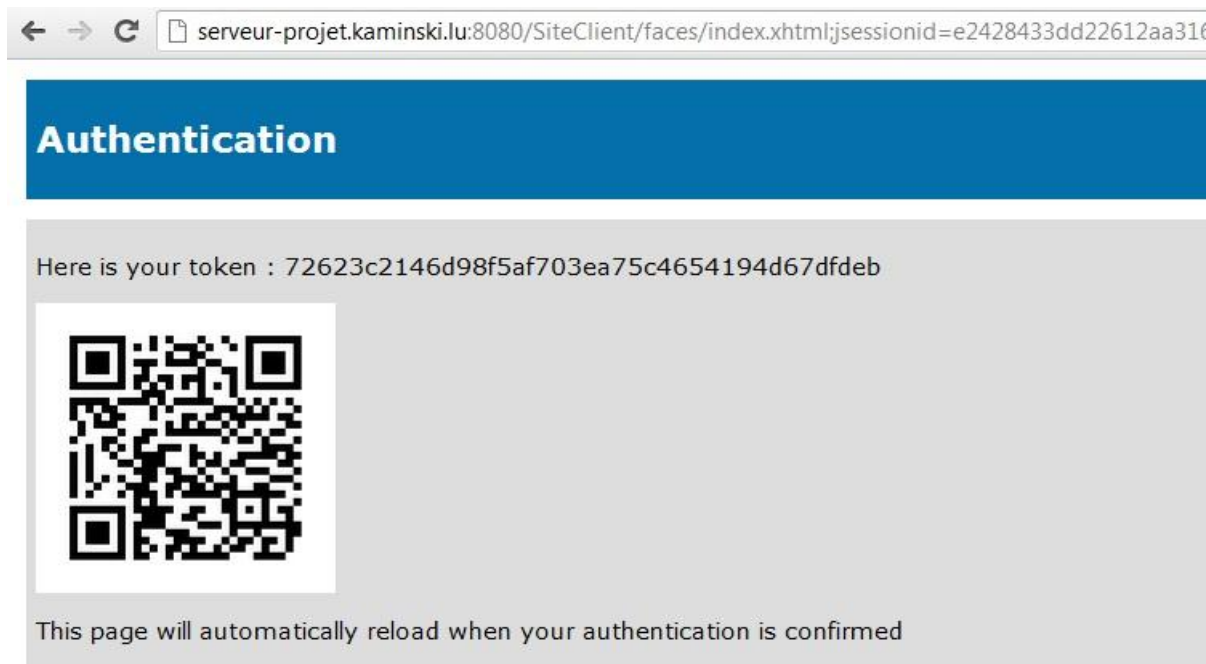 serveur-projet.kaminski.lu:8080/SiteClient/faces/index.xhtml;jsessionid=e2428433dd22612aa316
Authentication
Here is your token : 72623c2146d98f5af703ea75c4654194d67dfdeb
This page will automatically reload when your authentication is confirmed